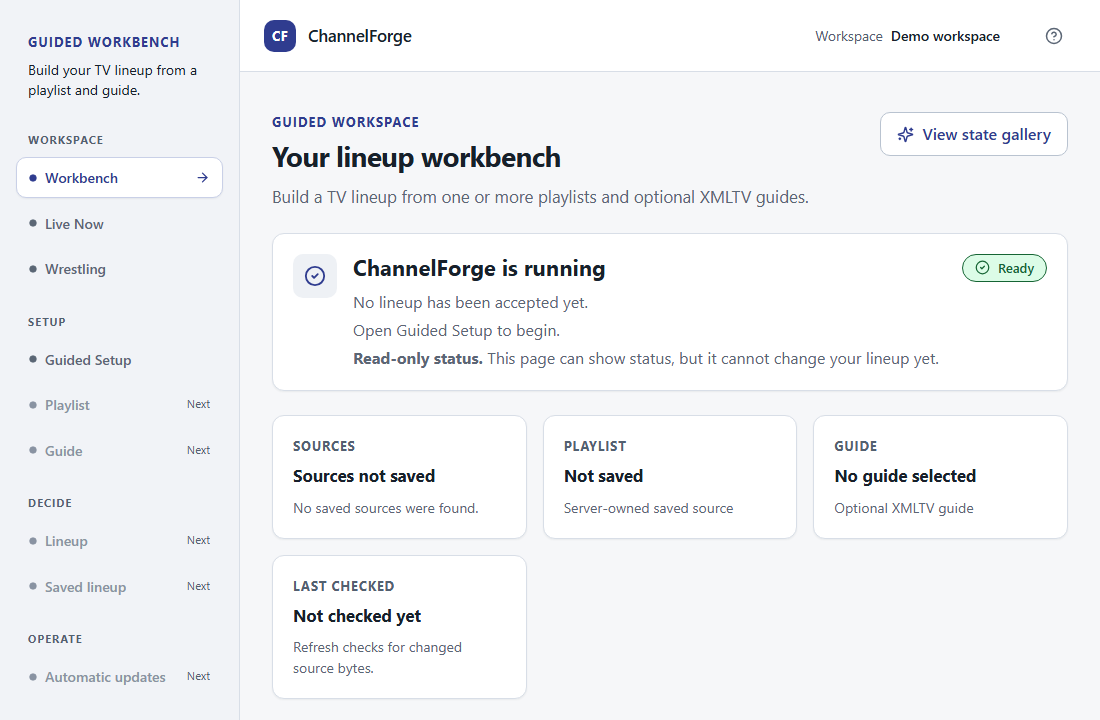 GUIDED WORKBENCH
Build your TV lineup from a
playlist and guide.
WORKSPACE
Workbench
Live Now
Wrestling
SETUP
Guided Setup
Playlist Next
Guide Next
DECIDE
Lineup Next
Saved lineup Next
OPERATE
Automatic updates Next
CF ChannelForge
Workspace Demo workspace
GUIDED WORKSPACE
Your lineup workbench
Build a TV lineup from one or more playlists and optional XMLTV guides.
View state gallery
ChannelForge is running
Ready
No lineup has been accepted yet.
Open Guided Setup to begin.
Read-only status. This page can show status, but it cannot change your lineup yet.
SOURCES
Sources not saved
No saved sources were found.
PLAYLIST
Not saved
Server-owned saved source
GUIDE
No guide selected
Optional XMLTV guide
LAST CHECKED
Not checked yet
Refresh checks for changed
source bytes.